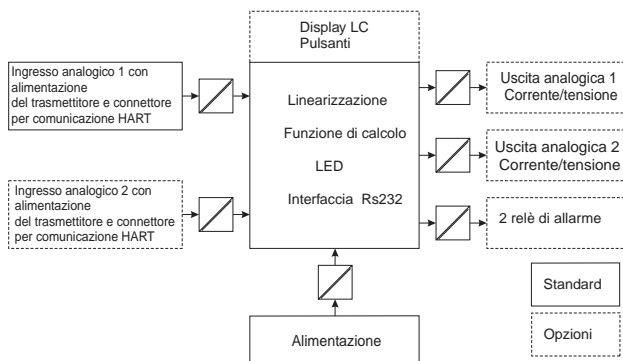 Display LC
Pulsanti
Ingresso analogico 1 con
alimentazione
del trasmettitore e connettore
per comunicazione HART
Linearizzazione
Funzione di calcolo
LED
Interfaccia Rs232
Uscita analogica 1
Corrente/tensione
Uscita analogica 2
Corrente/tensione
Ingresso analogico 2 con
alimentazione
del trasmettitore e connettore
per comunicazione HART
2 relè di allarme
Alimentazione
Standard
Opzioni